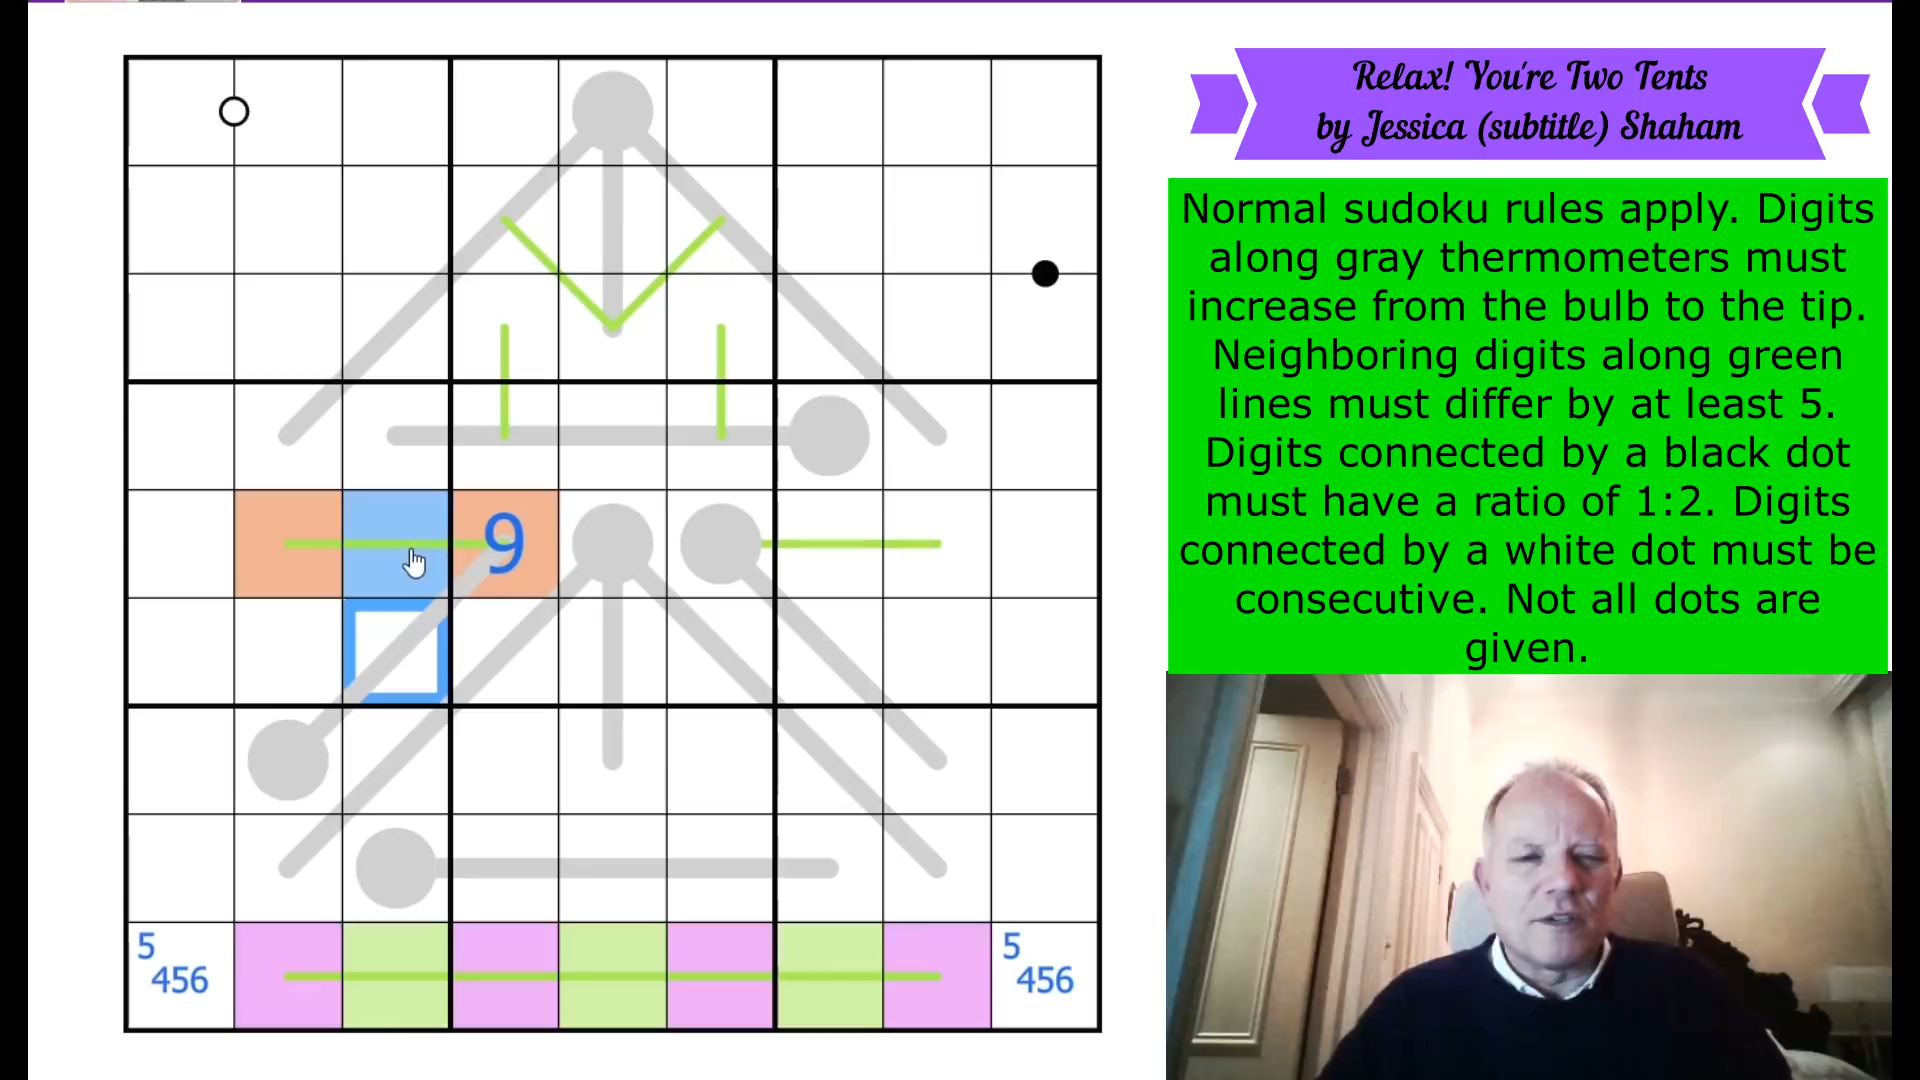 Relax! You're Two Tents
by Jessica (subtitle) Shaham
Normal sudoku rules apply. Digits
along gray thermometers must
increase from the bulb to the tip.
Neighboring digits along green
lines must differ by at least 5.
Digits connected by a black dot
must have a ratio of 1:2. Digits
connected by a white dot must be
consecutive. Not all dots are
given.
9
5 5
456 456